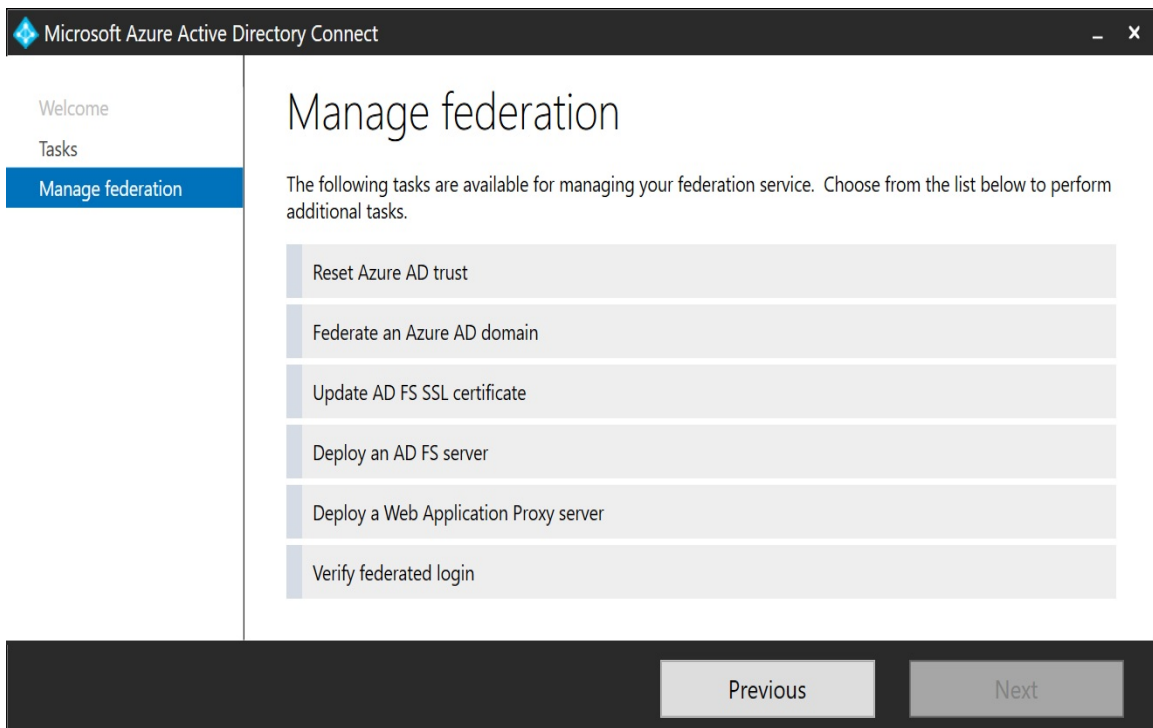 Microsoft Azure Active Directory Connect
Welcome
Tasks
Manage federation
Manage federation
The following tasks are available for managing your federation service. Choose from the list below to perform
additional tasks.
Reset Azure AD trust
Federate an Azure AD domain
Update AD FS SSL certificate
Deploy an AD FS server
Deploy a Web Application Proxy server
Verify federated login
Previous
Next